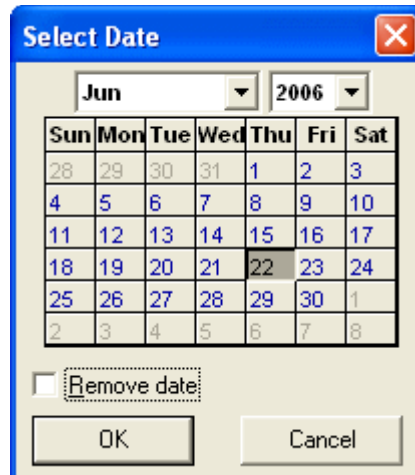 Select Date
Jun 2006
Sun Mon Tue Wed Thu Fri Sat
28 29 30 31 1 2 3
4 5 6 7 8 9 10
11 12 13 14 15 16 17
18 19 20 21 22 23 24
25 26 27 28 29 30 1
2 3 4 5 6 7 8
Remove date
OK Cancel